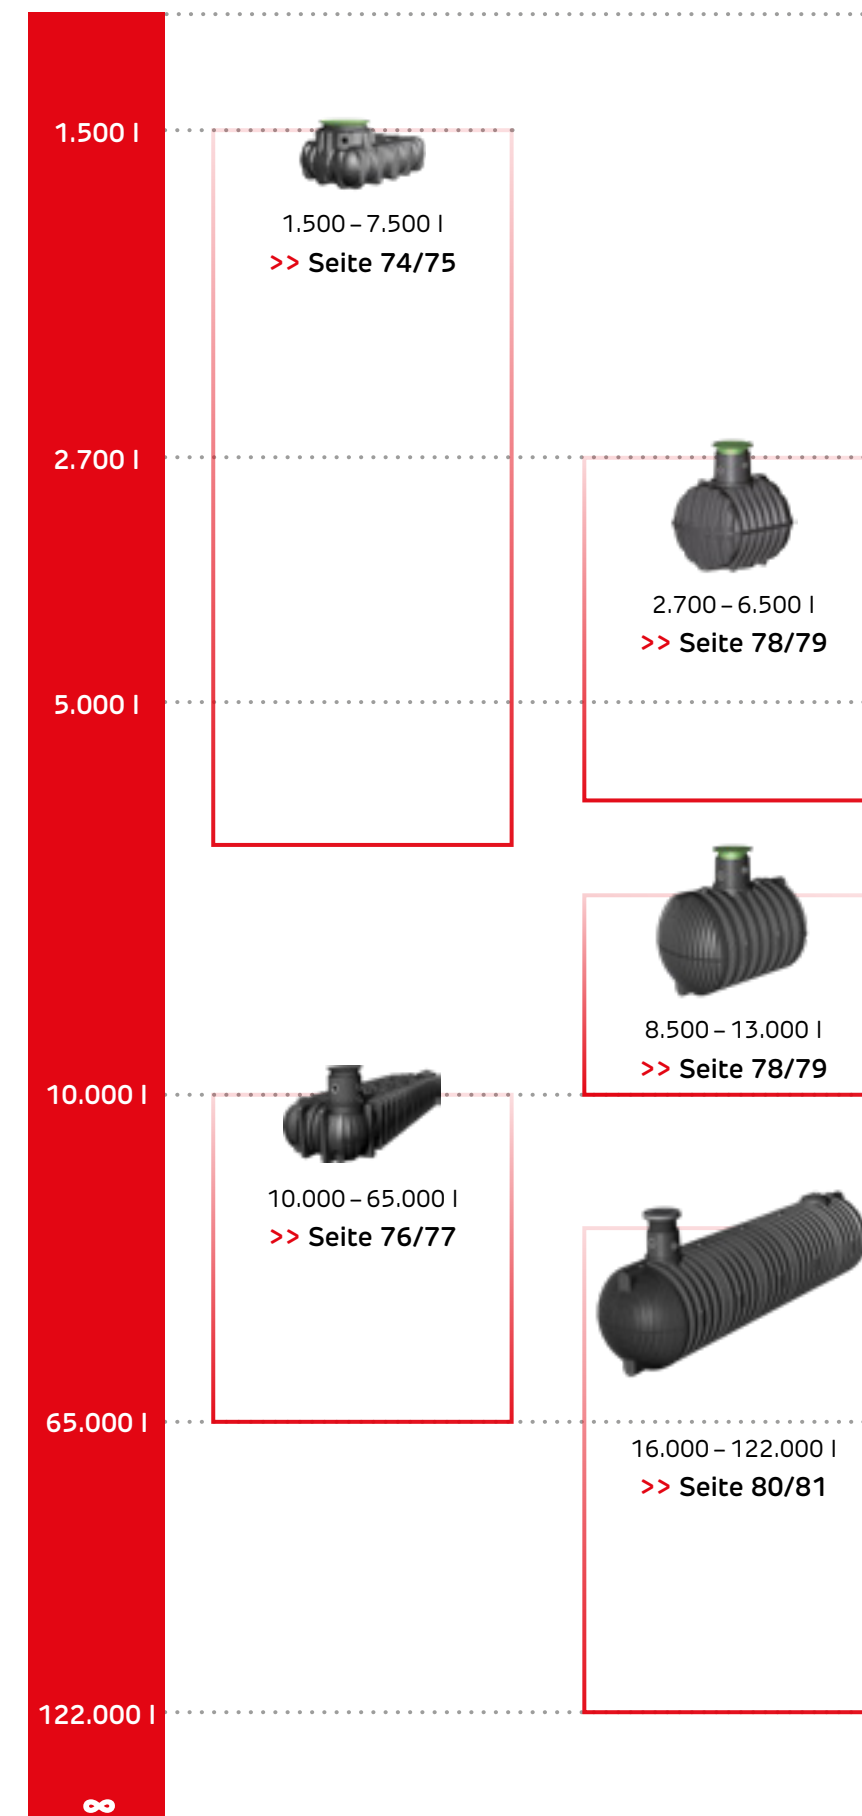 1.500 l
1.500 – 7.500 l
>> Seite 74/75
2.700 l
2.700 – 6.500 l
>> Seite 78/79
5.000 l
8.500 – 13.000 l
>> Seite 78/79
10.000 l
10.000 – 65.000 l
>> Seite 76/77
65.000 l
16.000 – 122.000 l
>> Seite 80/81
122.000 l
∞